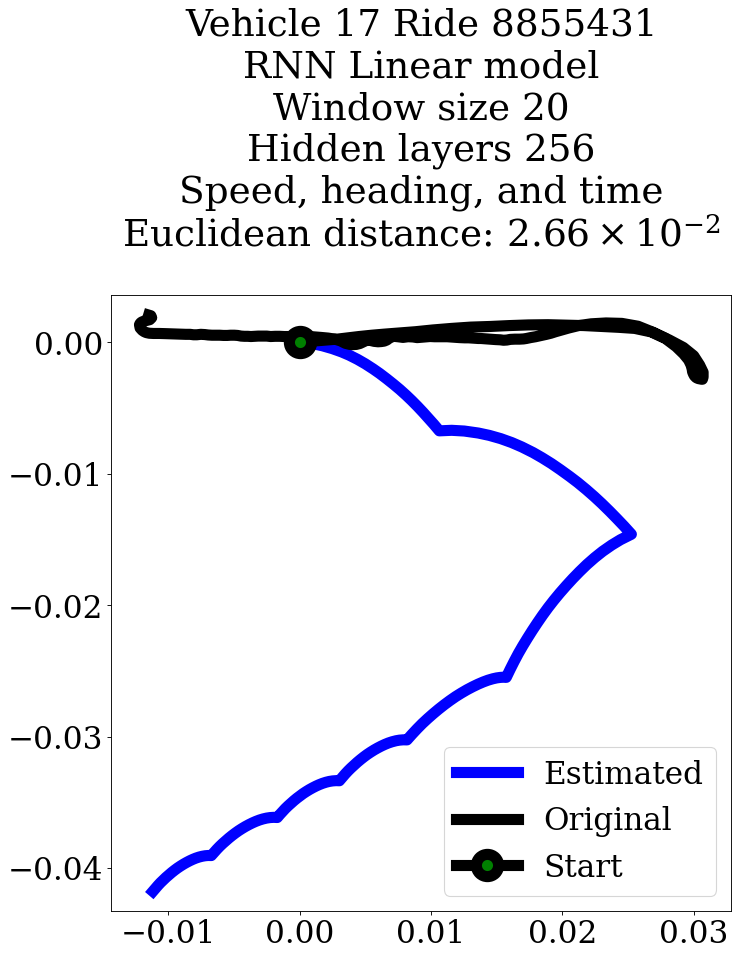 Vehicle 17 Ride 8855431
RNN Linear model
Window size 20
Hidden layers 256
Speed, heading, and time
Euclidean distance: 2.66 × 10⁻²
0.00
−0.01
−0.02
−0.03
−0.04
Estimated
Original
Start
−0.01 0.00 0.01 0.02 0.03